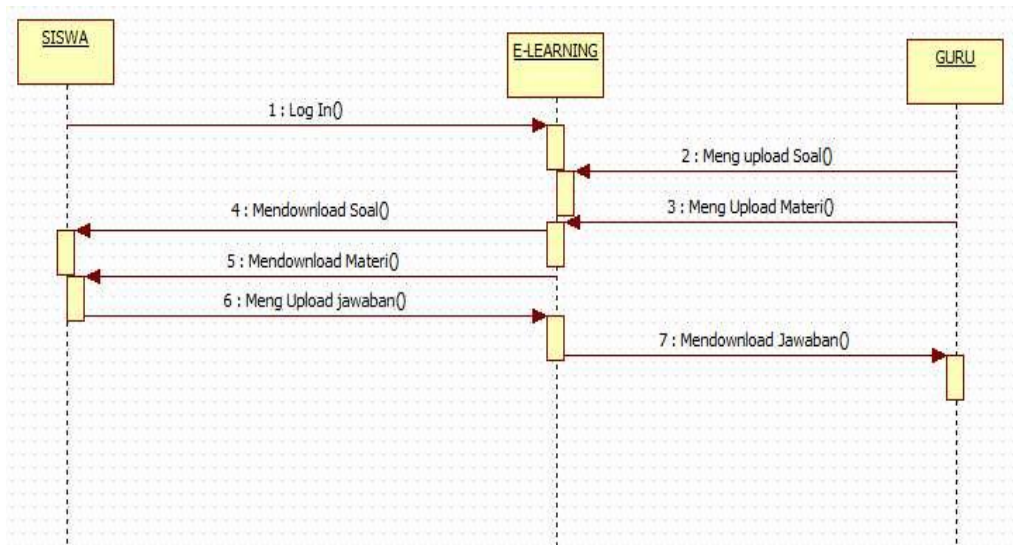 SISWA
E-LEARNING
GURU
1 : Log In()
2 : Meng upload Soal()
3 : Meng Upload Materi()
4 : Mendownload Soal()
5 : Mendownload Materi()
6 : Meng Upload jawaban()
7 : Mendownload Jawaban()